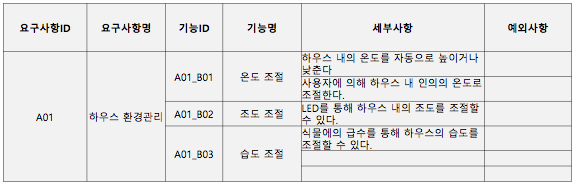 요구사항ID 요구사항명 기능ID 기능명 세부사항 예외사항
A01 하우스 환경관리
A01_B01 온도 조절
하우스 내의 온도를 자동으로 높이거나
낮춘다
사용자에 의해 하우스 내 인의의 온도로
조절한다.
A01_B02 조도 조절
LED를 통해 하우스 내의 조도를 조절할
수 있다.
A01_B03 습도 조절
식물에의 급수를 통해 하우스의 습도를
조절할 수 있다.